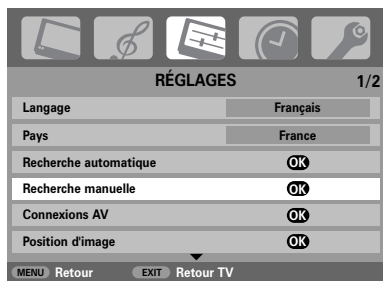 RÉGLAGES 1/2
Langage Français
Pays France
Recherche automatique OK
Recherche manuelle OK
Connexions AV OK
Position d'image OK
MENU Retour EXIT Retour TV